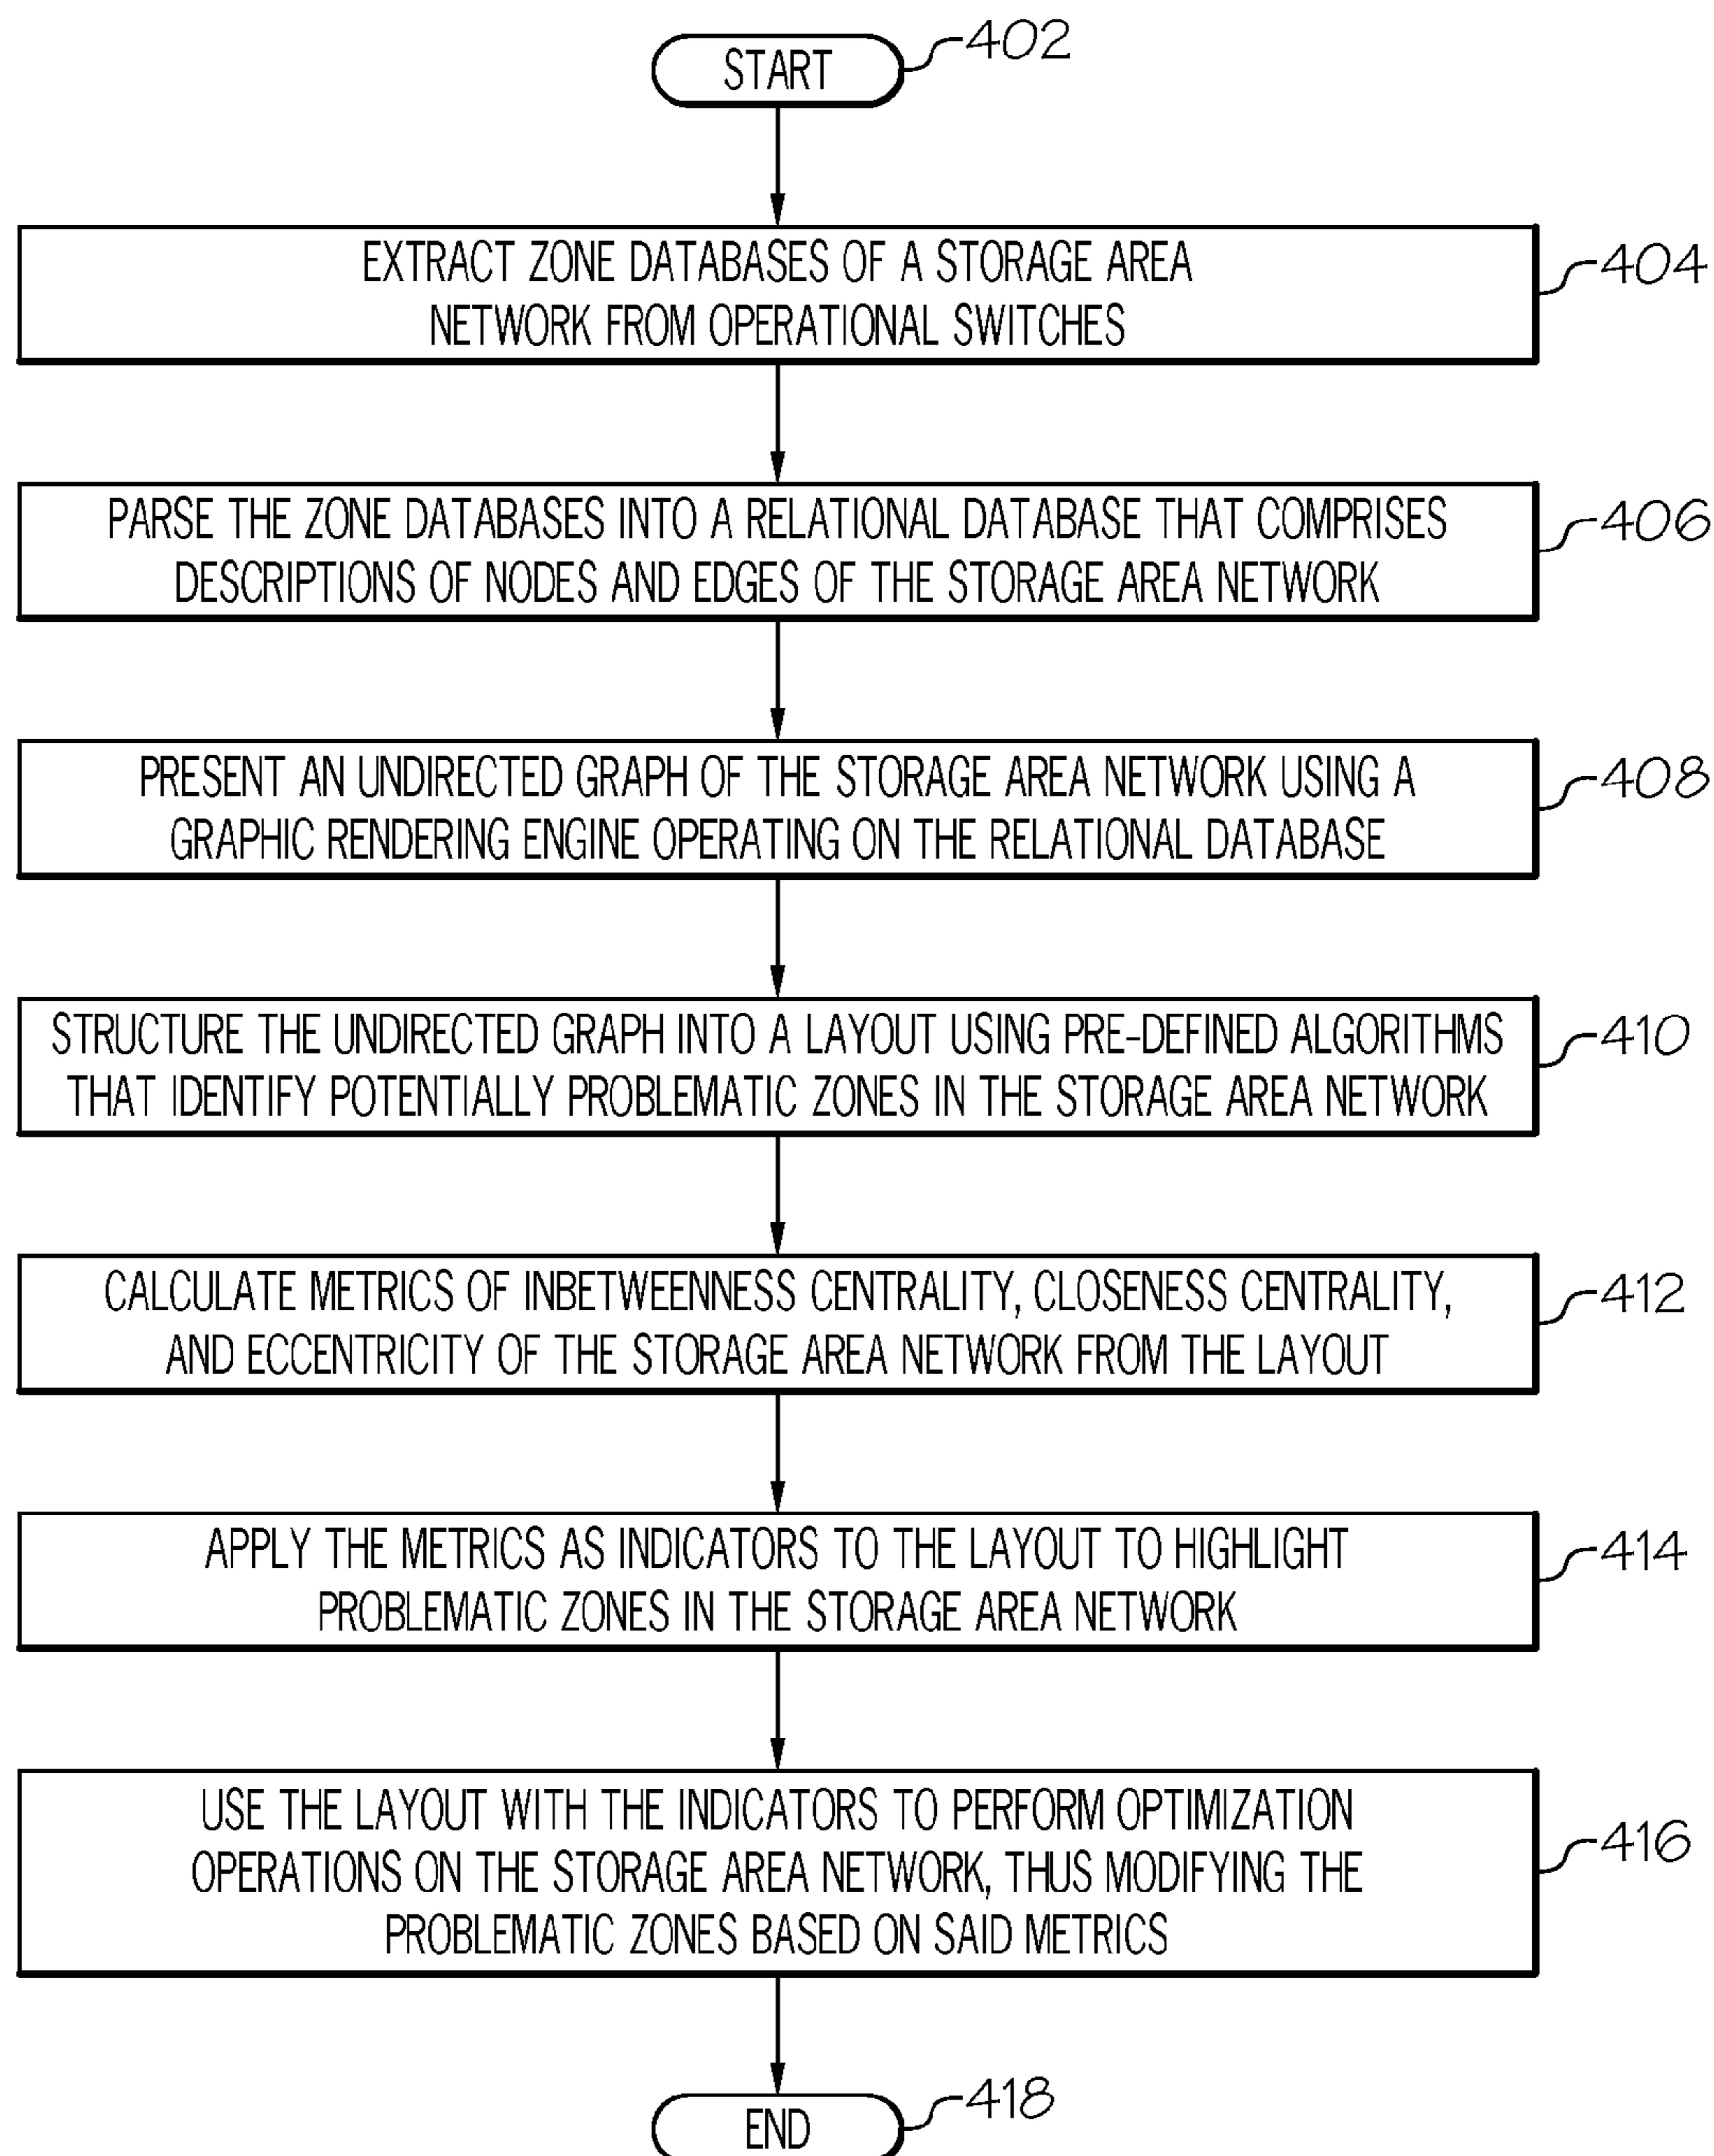 START
402
EXTRACT ZONE DATABASES OF A STORAGE AREA
NETWORK FROM OPERATIONAL SWITCHES
404
PARSE THE ZONE DATABASES INTO A RELATIONAL DATABASE THAT COMPRISES
DESCRIPTIONS OF NODES AND EDGES OF THE STORAGE AREA NETWORK
406
PRESENT AN UNDIRECTED GRAPH OF THE STORAGE AREA NETWORK USING A
GRAPHIC RENDERING ENGINE OPERATING ON THE RELATIONAL DATABASE
408
STRUCTURE THE UNDIRECTED GRAPH INTO A LAYOUT USING PRE-DEFINED ALGORITHMS
THAT IDENTIFY POTENTIALLY PROBLEMATIC ZONES IN THE STORAGE AREA NETWORK
410
CALCULATE METRICS OF INBETWEENNESS CENTRALITY, CLOSENESS CENTRALITY,
AND ECCENTRICITY OF THE STORAGE AREA NETWORK FROM THE LAYOUT
412
APPLY THE METRICS AS INDICATORS TO THE LAYOUT TO HIGHLIGHT
PROBLEMATIC ZONES IN THE STORAGE AREA NETWORK
414
USE THE LAYOUT WITH THE INDICATORS TO PERFORM OPTIMIZATION
OPERATIONS ON THE STORAGE AREA NETWORK, THUS MODIFYING THE
PROBLEMATIC ZONES BASED ON SAID METRICS
416
END
418